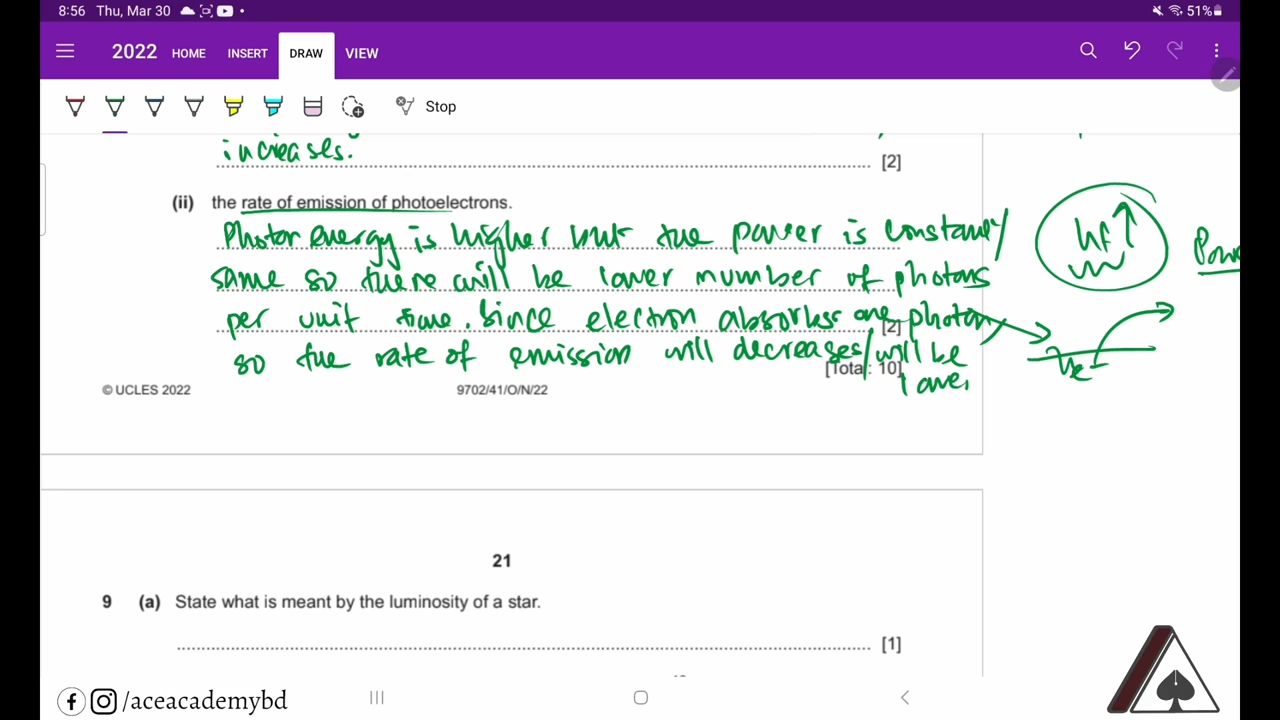 8:56 Thu, Mar 30
51%
2022 HOME INSERT DRAW VIEW
Stop
increases.
[2]
(ii) the rate of emission of photoelectrons.
Photon energy is higher but the power is constant/
same so there will be lower number of photons
per unit time. Since electron absorbs one photon,
[2]
so the rate of emission will decreases/will be
lower
[Total: 10]
hf
© UCLES 2022
9702/41/O/N/22
21
9 (a) State what is meant by the luminosity of a star.
[1]
/aceacademybd